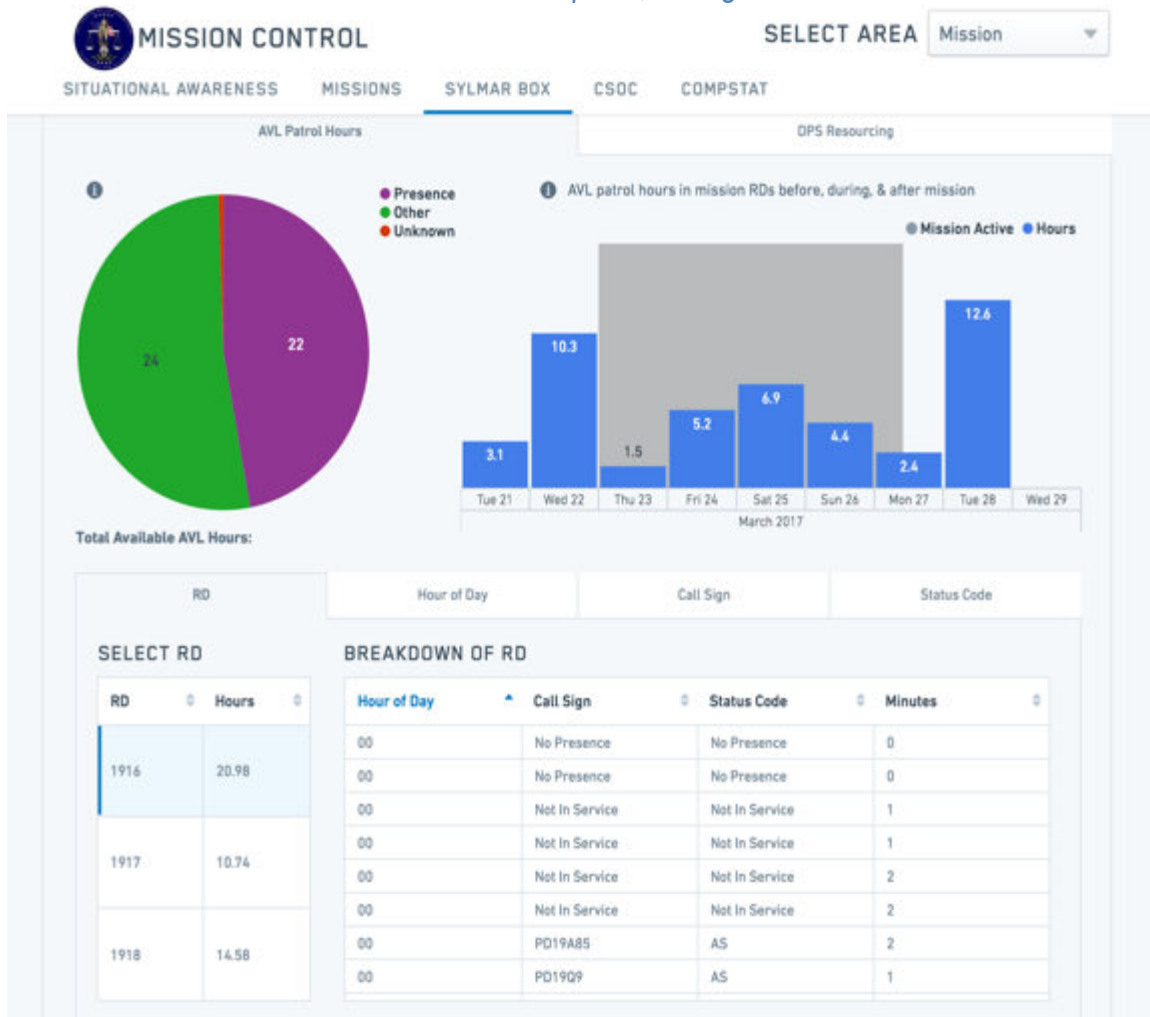 MISSION CONTROL
SELECT AREA Mission
SITUATIONAL AWARENESS MISSIONS SYLMAR BOX CSOC COMPSTAT
AVL Patrol Hours DPS Resourcing
Presence
Other
Unknown
24
22
AVL patrol hours in mission RDs before, during, & after mission
Mission Active Hours
3.1 10.3 1.5 5.2 6.9 4.4 2.4 12.6
Tue 21 Wed 22 Thu 23 Fri 24 Sat 25 Sun 26 Mon 27 Tue 28 Wed 29
March 2017
Total Available AVL Hours:
RD Hour of Day Call Sign Status Code
SELECT RD
RD Hours
1916 20.98
1917 10.74
1918 14.58
BREAKDOWN OF RD
Hour of Day Call Sign Status Code Minutes
00 No Presence No Presence 0
00 No Presence No Presence 0
00 Not In Service Not In Service 1
00 Not In Service Not In Service 1
00 Not In Service Not In Service 2
00 Not In Service Not In Service 2
00 PD19A85 AS 2
00 PD19Q9 AS 1